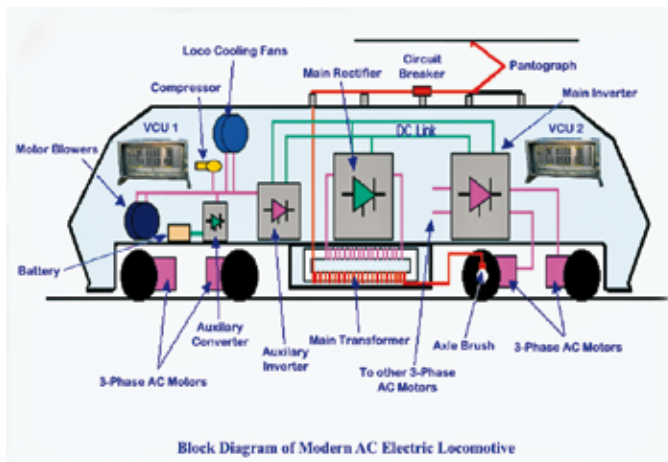 Loco Cooling Fans
Circuit
Breaker
Main Rectifier
Pantograph
Compressor
Main Inverter
VCU 1
DC Link
VCU 2
Motor Blowers
Battery
Auxilary
Converter
Auxilary
Invorter
Main Transformer
Axle Brush
3-Phase AC Motors
To other 3-Phase
AC Motors
3-Phase AC Motors
Block Diagram of Modern AC Electric Locomotive